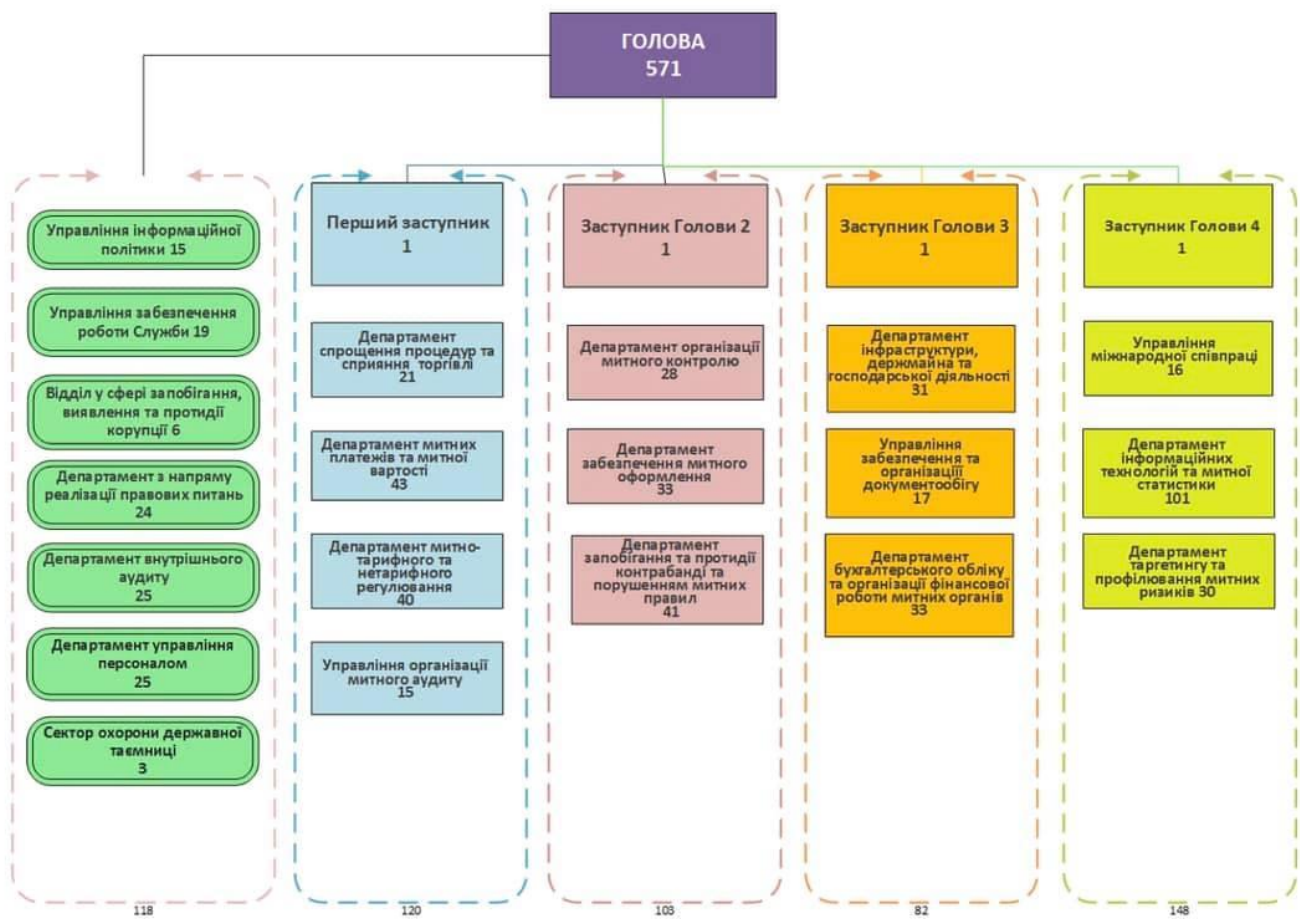 ГОЛОВА
571
Управління інформаційної
політики 15
Управління забезпечення
роботи Служби 19
Відділ у сфері запобігання,
виявлення та протидії
корупції 6
Департамент з напряму
реалізації правових питань
24
Департамент внутрішнього
аудиту
25
Департамент управління
персоналом
25
Сектор охорони державної
таємниці
3
118
Перший заступник
1
Департамент
спрощення процедур та
сприяння торгівлі
21
Департамент митних
платежів та митної
вартості
43
Департамент митно-
тарифного та
нетарифного
регулювання
40
Управління організації
митного аудиту
15
120
Заступник Голови 2
1
Департамент організації
митного контролю
28
Департамент
забезпечення митного
оформлення
33
Департамент
запобігання та протидії
контрабанді та
порушенням митних
правил
41
103
Заступник Голови 3
1
Департамент
інфраструктури,
держмайна та
господарської діяльності
31
Управління
забезпечення та
організаціїї
документообігу
17
Департамент
бухгалтерського обліку
та організації фінансової
роботи митних органів
33
82
Заступник Голови 4
1
Управління
міжнародної співпраці
16
Департамент
інформаційних
технологій та митної
статистики
101
Департамент
таргетингу та
профілювання митних
ризиків 30
148